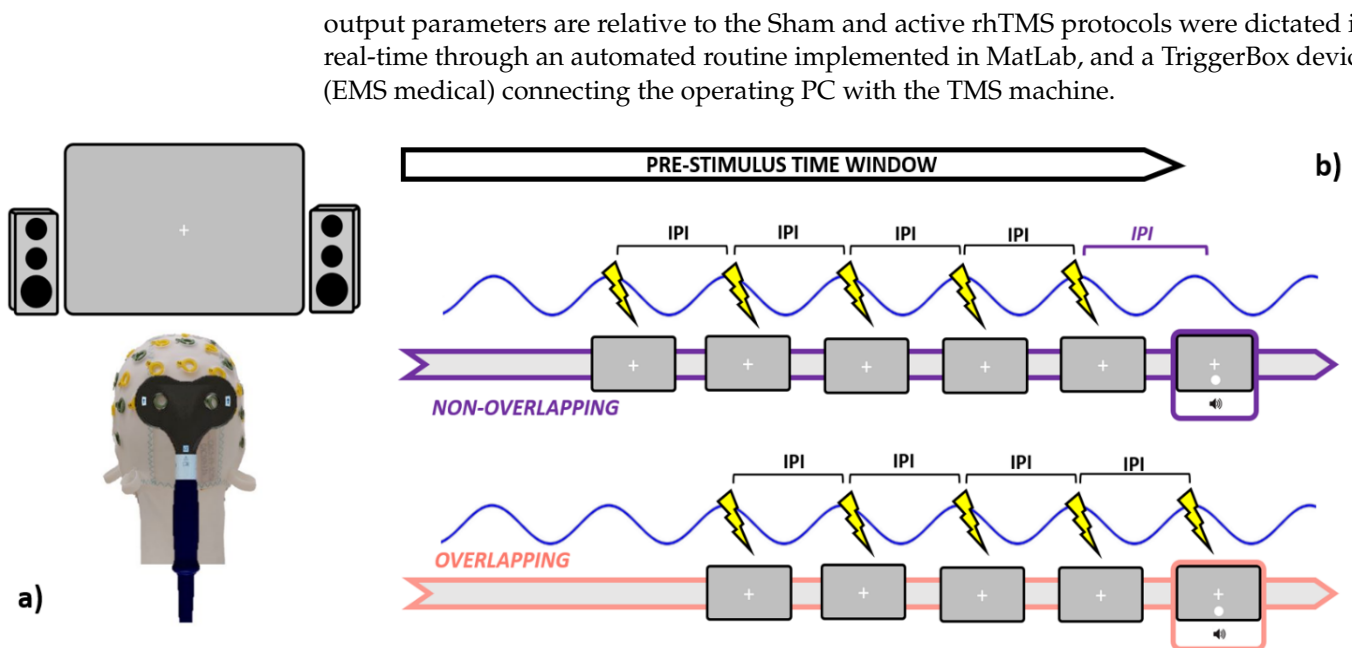 output parameters are relative to the Sham and active rhTMS protocols were dictated i
real-time through an automated routine implemented in MatLab, and a TriggerBox devic
(EMS medical) connecting the operating PC with the TMS machine.
PRE-STIMULUS TIME WINDOW
b)
IPI IPI IPI IPI IPI
NON-OVERLAPPING
IPI IPI IPI IPI
OVERLAPPING
a)